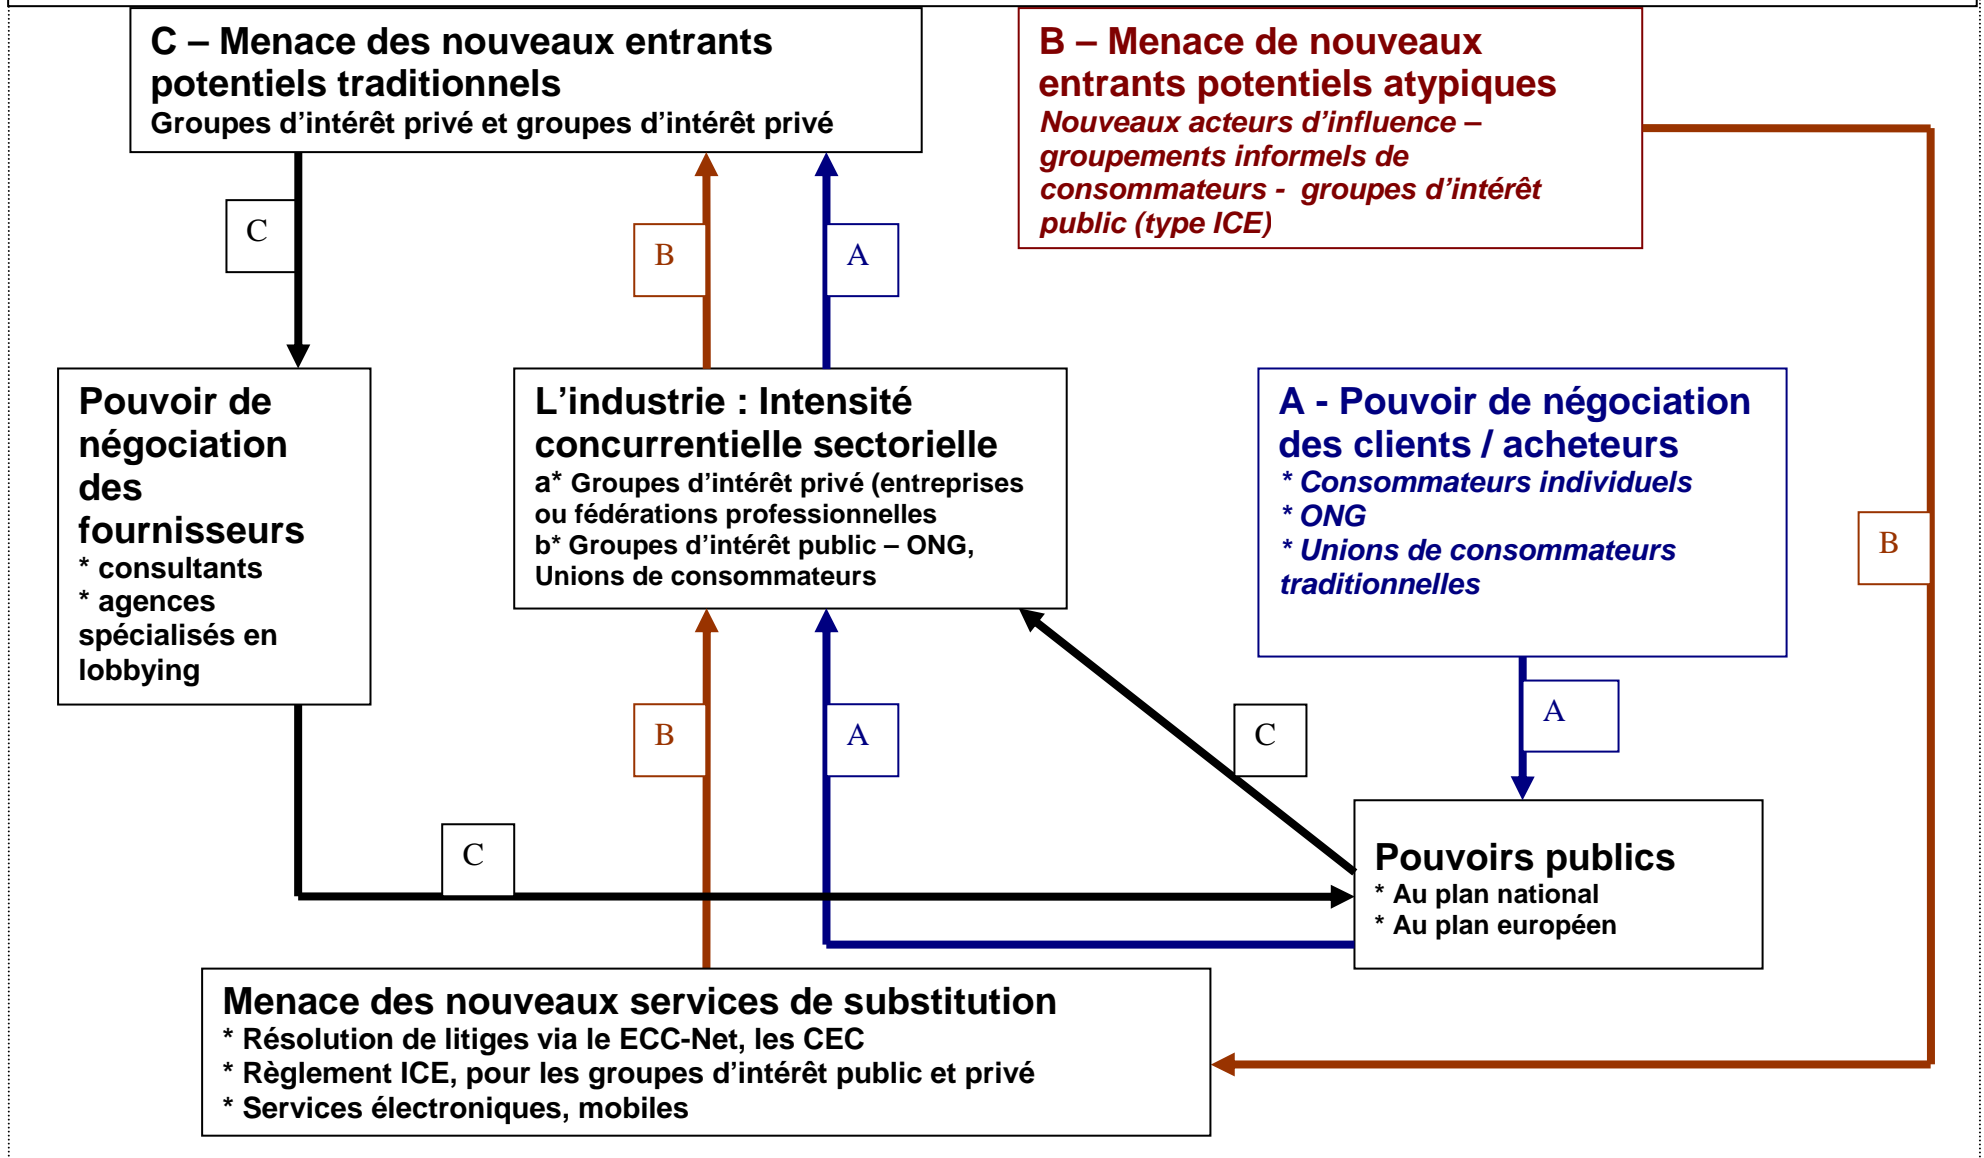 C – Menace des nouveaux entrants
potentiels traditionnels
Groupes d’intérêt privé et groupes d’intérêt privé
B – Menace de nouveaux
entrants potentiels atypiques
Nouveaux acteurs d’influence –
groupements informels de
consommateurs - groupes d’intérêt
public (type ICE)
C
B
A
Pouvoir de
négociation
des
fournisseurs
* consultants
* agences
spécialisés en
lobbying
L’industrie : Intensité
concurrentielle sectorielle
a* Groupes d’intérêt privé (entreprises
ou fédérations professionnelles
b* Groupes d’intérêt public – ONG,
Unions de consommateurs
A - Pouvoir de négociation
des clients / acheteurs
* Consommateurs individuels
* ONG
* Unions de consommateurs
traditionnelles
B
B
A
C
A
C
Pouvoirs publics
* Au plan national
* Au plan européen
Menace des nouveaux services de substitution
* Résolution de litiges via le ECC-Net, les CEC
* Règlement ICE, pour les groupes d’intérêt public et privé
* Services électroniques, mobiles